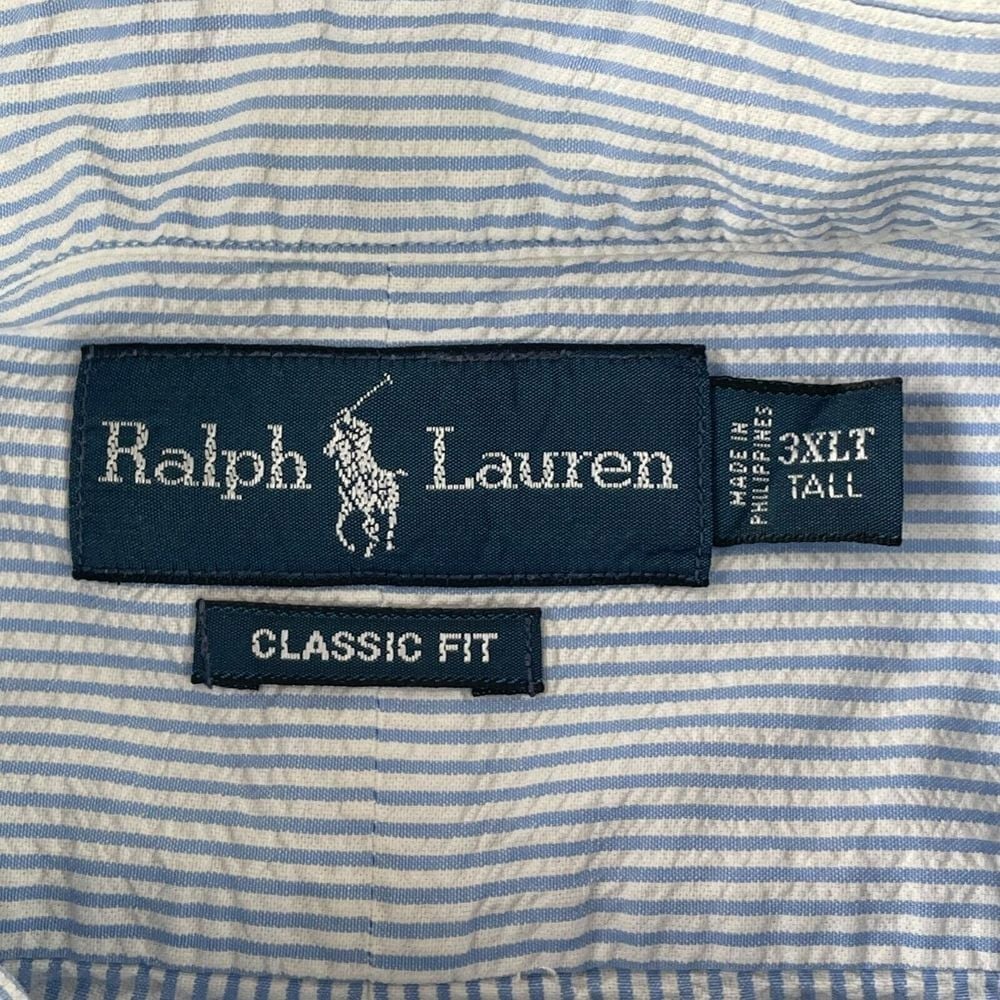 Ralph Lauren
MADE IN
PHILIPPINES
3XLT
TALL
CLASSIC FIT